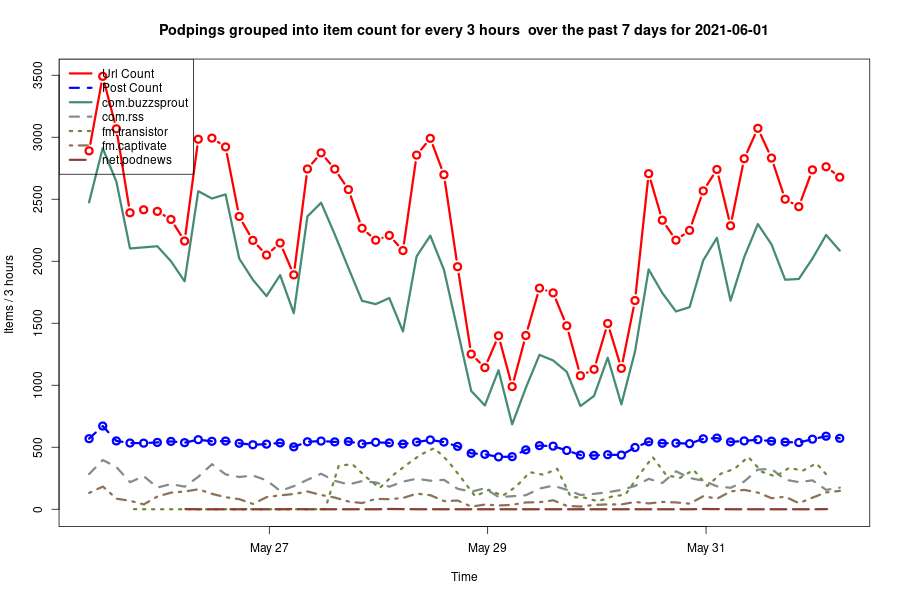 Podpings grouped into item count for every 3 hours  over the past 7 days for 2021-06-01
Items / 3 hours
3500
3000
2500
2000
1500
1000
500
0
Url Count
Post Count
com.buzzsprout
com.rss
fm.transistor
fm.captivate
net.podnews
May 27
May 29
May 31
Time